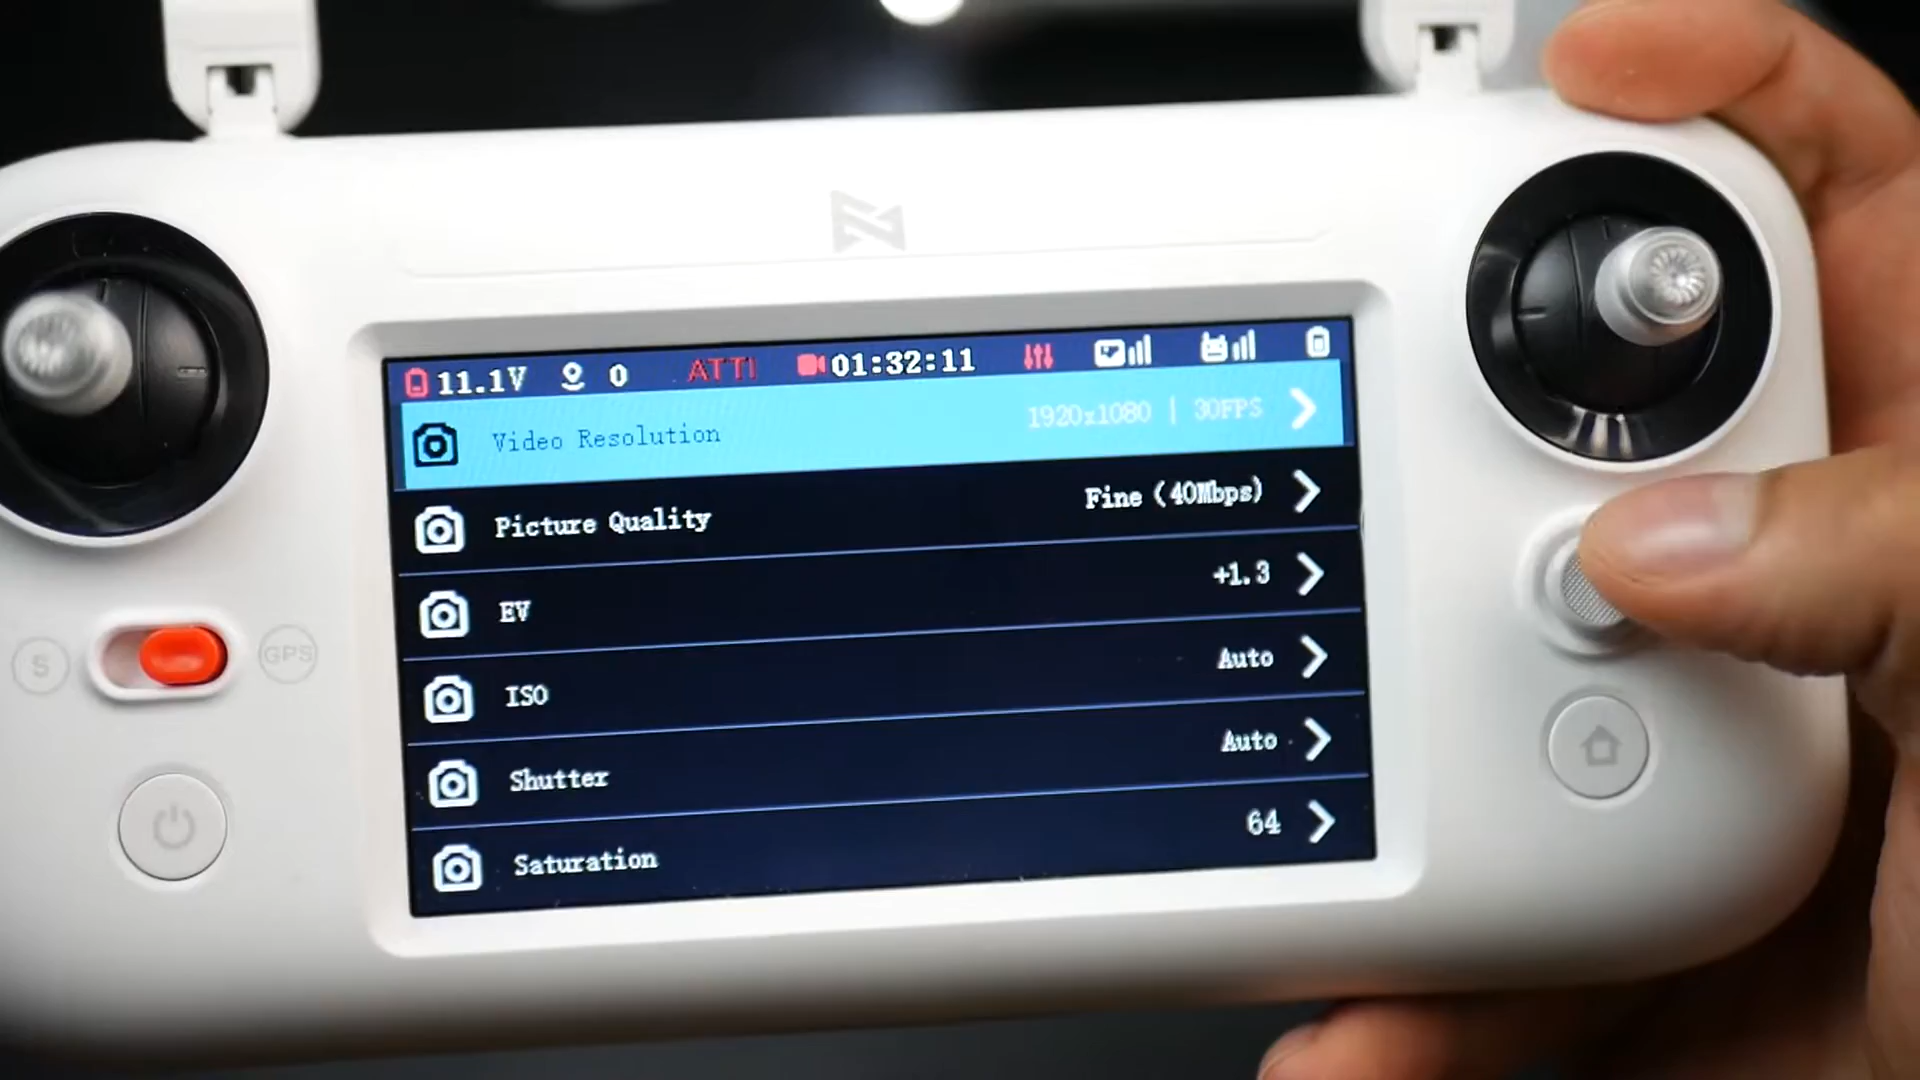 11.1V 0 ATTI 01:32:11
Video Resolution 1920x1080 | 30FPS
Picture Quality Fine (40Mbps)
EV +1.3
ISO Auto
Shutter Auto
Saturation 64
S GPS